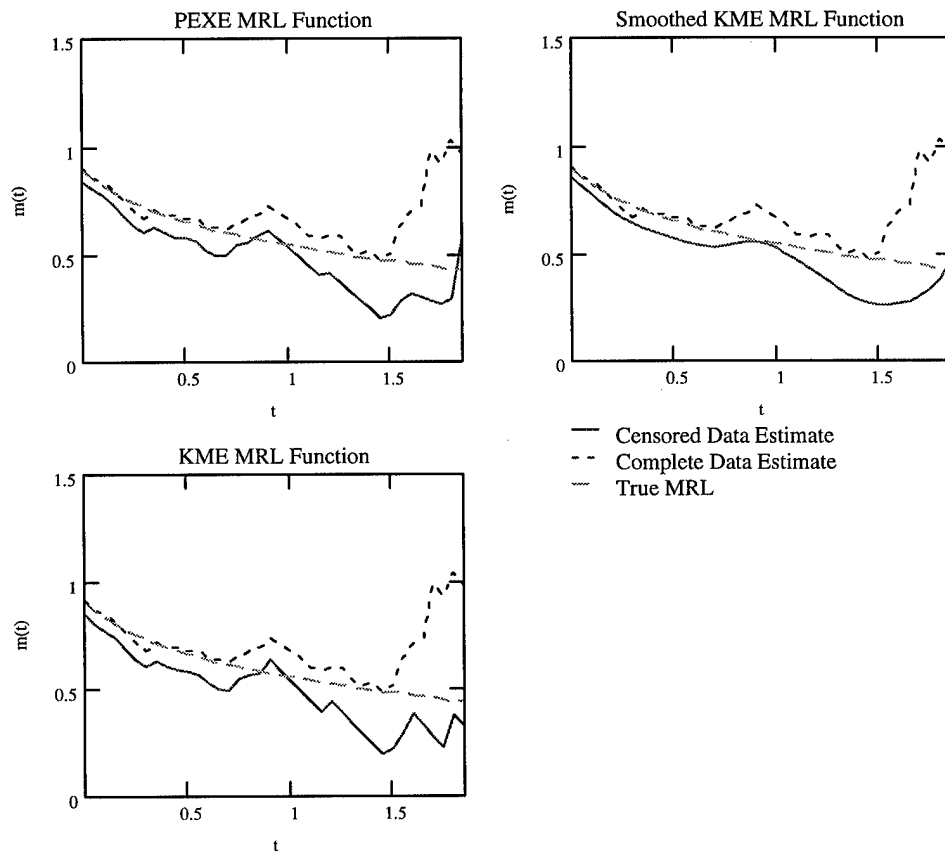 PEXE MRL Function
1.5
1
0.5
0
m(t)
0.5
1
1.5
t
Smoothed KME MRL Function
1.5
1
0.5
0
m(t)
0.5
1
1.5
t
Censored Data Estimate
Complete Data Estimate
True MRL
KME MRL Function
1.5
1
0.5
0
m(t)
0.5
1
1.5
t